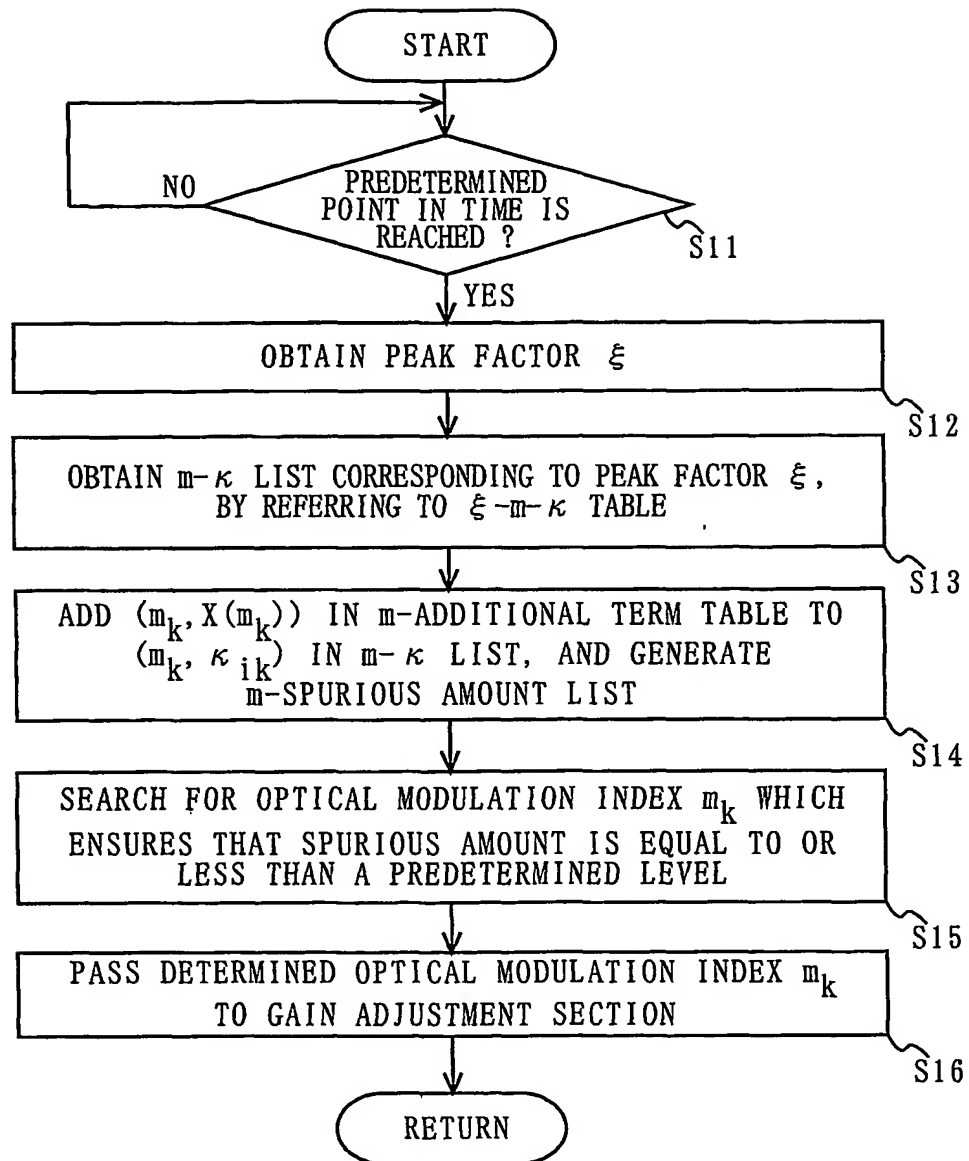 START
NO
PREDETERMINED
POINT IN TIME IS
REACHED ?
S11
YES
OBTAIN PEAK FACTOR ξ
S12
OBTAIN m-κ LIST CORRESPONDING TO PEAK FACTOR ξ,
BY REFERRING TO ξ-m-κ TABLE
S13
ADD (mk, X(mk)) IN m-ADDITIONAL TERM TABLE TO
(mk, κik) IN m-κ LIST, AND GENERATE
m-SPURIOUS AMOUNT LIST
S14
SEARCH FOR OPTICAL MODULATION INDEX mk WHICH
ENSURES THAT SPURIOUS AMOUNT IS EQUAL TO OR
LESS THAN A PREDETERMINED LEVEL
S15
PASS DETERMINED OPTICAL MODULATION INDEX mk
TO GAIN ADJUSTMENT SECTION
S16
RETURN